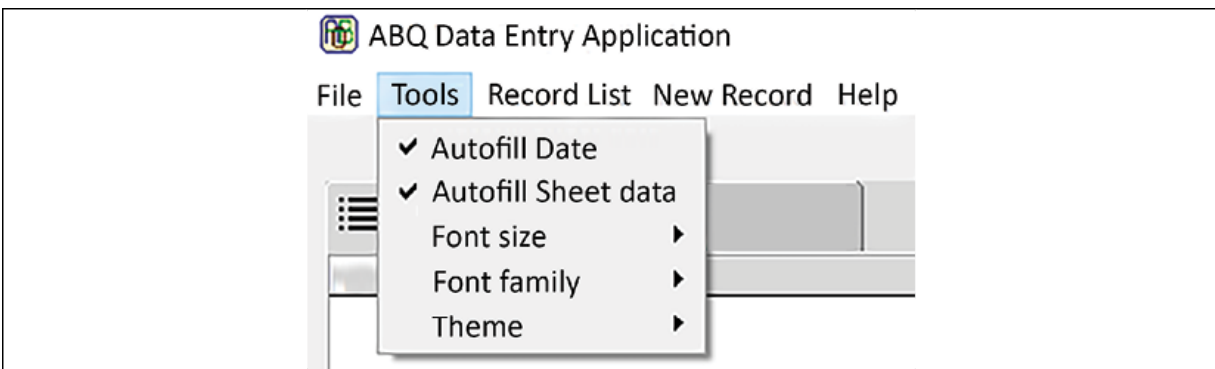 ABQ Data Entry Application
File Tools Record List New Record Help
Autofill Date
Autofill Sheet data
Font size
Font family
Theme